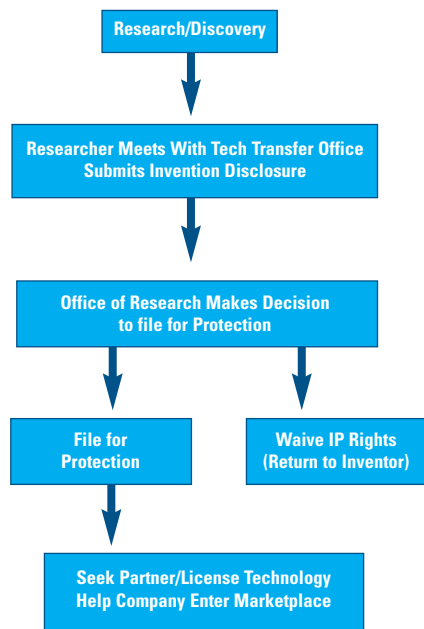 Research/Discovery
Researcher Meets With Tech Transfer Office
Submits Invention Disclosure
Office of Research Makes Decision
to file for Protection
File for
Protection
Waive IP Rights
(Return to Inventor)
Seek Partner/License Technology
Help Company Enter Marketplace